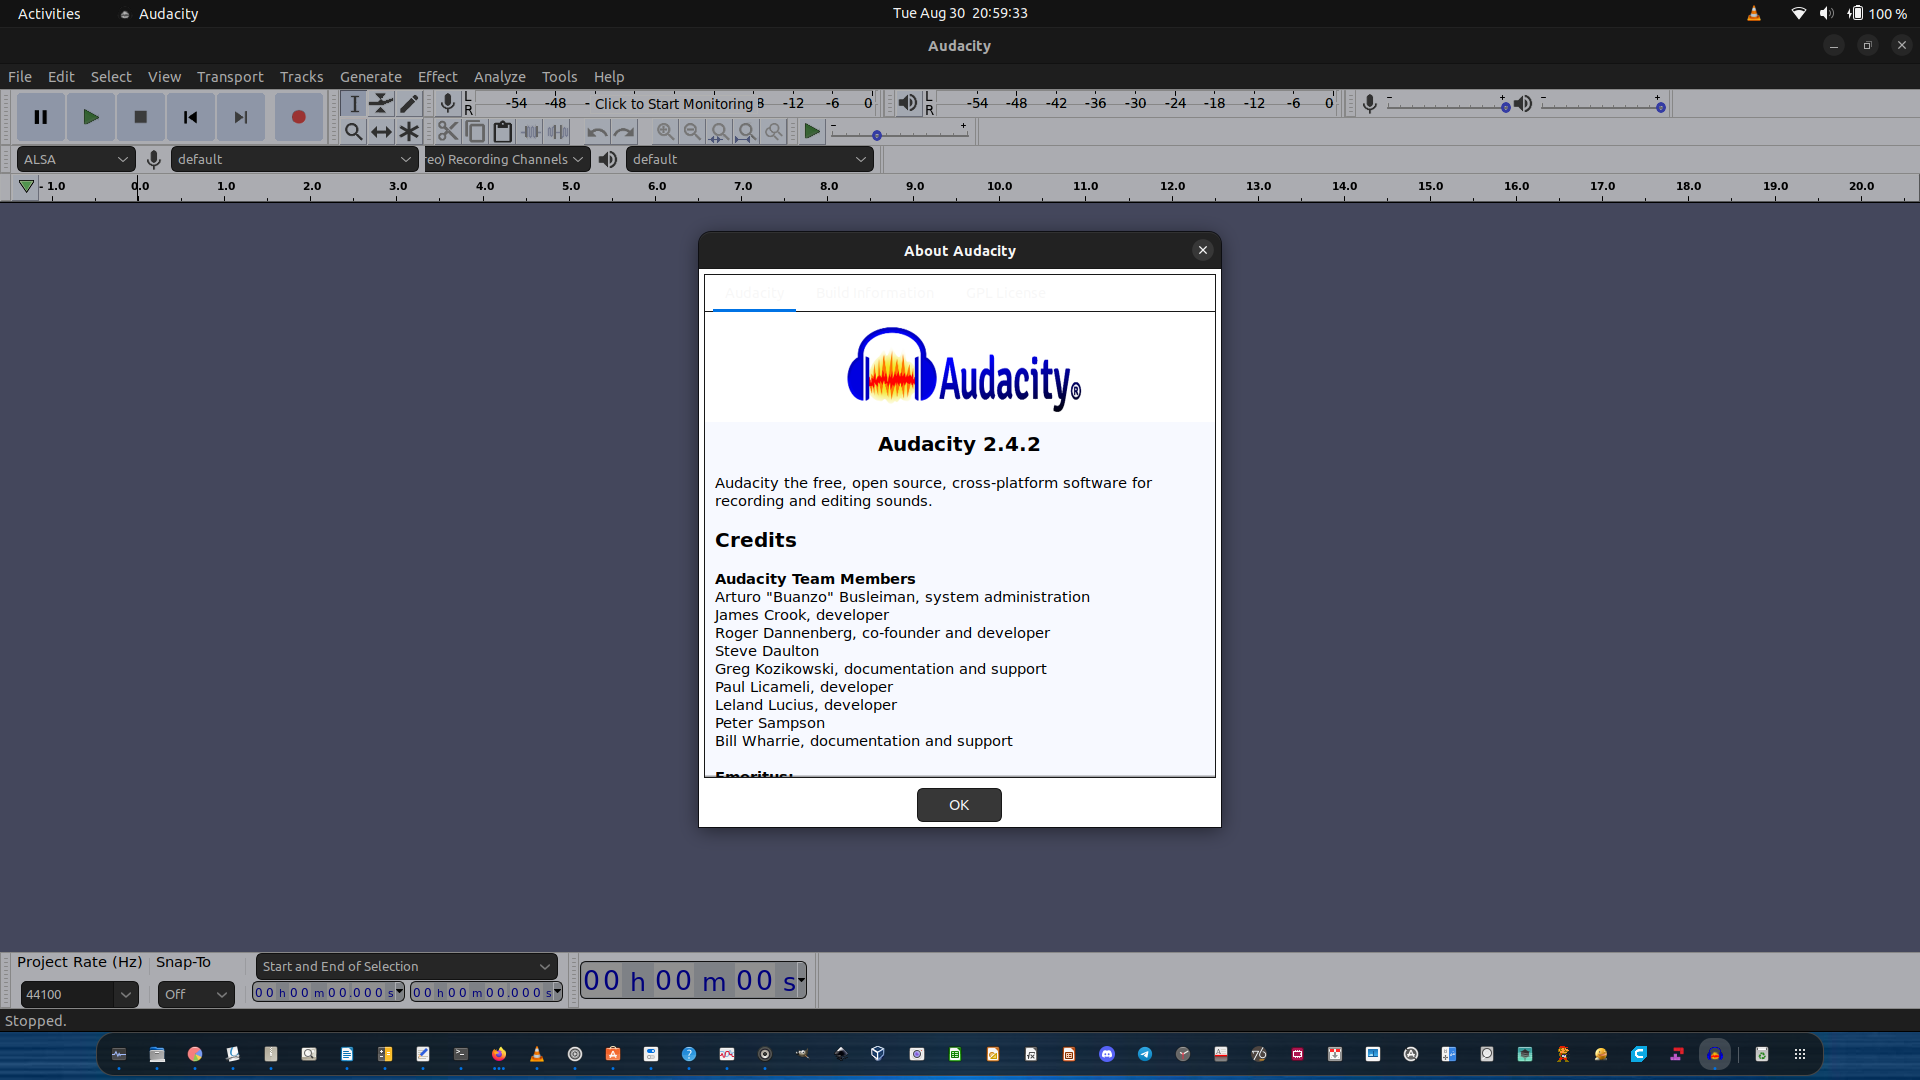 Activities
Audacity
Tue Aug 30 20:59:33
100 %
Audacity
File Edit Select View Transport Tracks Generate Effect Analyze Tools Help
L
R
-54 -48 - Click to Start Monitoring 8 -12 -6 0
L
R
-54 -48 -42 -36 -30 -24 -18 -12 -6 0
- +
- +
- +
ALSA
default
reo) Recording Channels
default
- 1.0 0.0 1.0 2.0 3.0 4.0 5.0 6.0 7.0 8.0 9.0 10.0 11.0 12.0 13.0 14.0 15.0 16.0 17.0 18.0 19.0 20.0
About Audacity
Audacity Build Information GPL License
Audacity®
Audacity 2.4.2
Audacity the free, open source, cross-platform software for
recording and editing sounds.
Credits
Audacity Team Members
Arturo "Buanzo" Busleiman, system administration
James Crook, developer
Roger Dannenberg, co-founder and developer
Steve Daulton
Greg Kozikowski, documentation and support
Paul Licameli, developer
Leland Lucius, developer
Peter Sampson
Bill Wharrie, documentation and support
Emeritus:
OK
Project Rate (Hz) Snap-To
Start and End of Selection
44100
Off
00 h 00 m 00.000 s
00 h 00 m 00.000 s
00 h 00 m 00 s
Stopped.